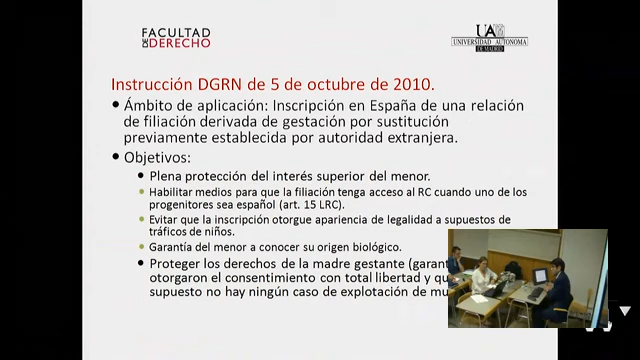 FACULTAD
DE DERECHO
UA
UNIVERSIDAD AUTONOMA
DE MADRID
Instrucción DGRN de 5 de octubre de 2010.
• Ámbito de aplicación: Inscripción en España de una relación
de filiación derivada de gestación por sustitución
previamente establecida por autoridad extranjera.
• Objetivos:
• Plena protección del interés superior del menor.
• Habilitar medios para que la filiación tenga acceso al RC cuando uno de los
progenitores sea español (art. 15 LRC).
• Evitar que la inscripción otorgue apariencia de legalidad a supuestos de
tráficos de niños.
• Garantía del menor a conocer su origen biológico.
• Proteger los derechos de la madre gestante (garant
otorgaron el consentimiento con total libertad y qu
supuesto no hay ningún caso de explotación de mu